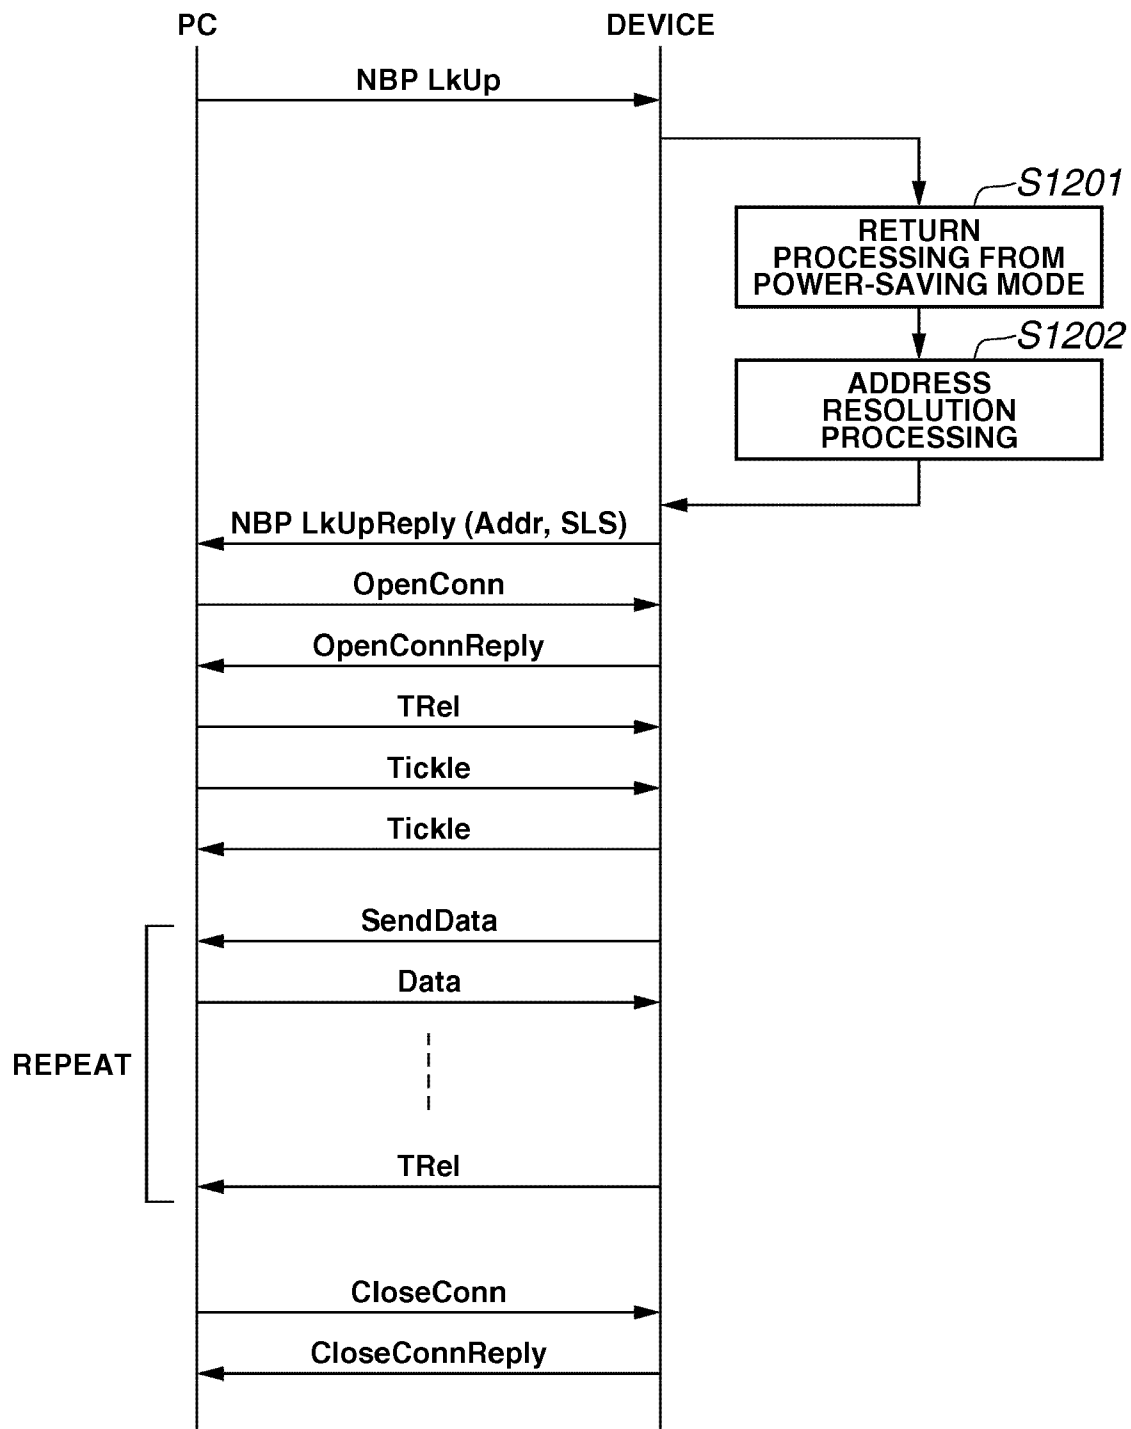 PC
DEVICE
NBP LkUp
S1201
RETURN
PROCESSING FROM
POWER-SAVING MODE
S1202
ADDRESS
RESOLUTION
PROCESSING
NBP LkUpReply (Addr, SLS)
OpenConn
OpenConnReply
TRel
Tickle
Tickle
SendData
Data
REPEAT
TRel
CloseConn
CloseConnReply